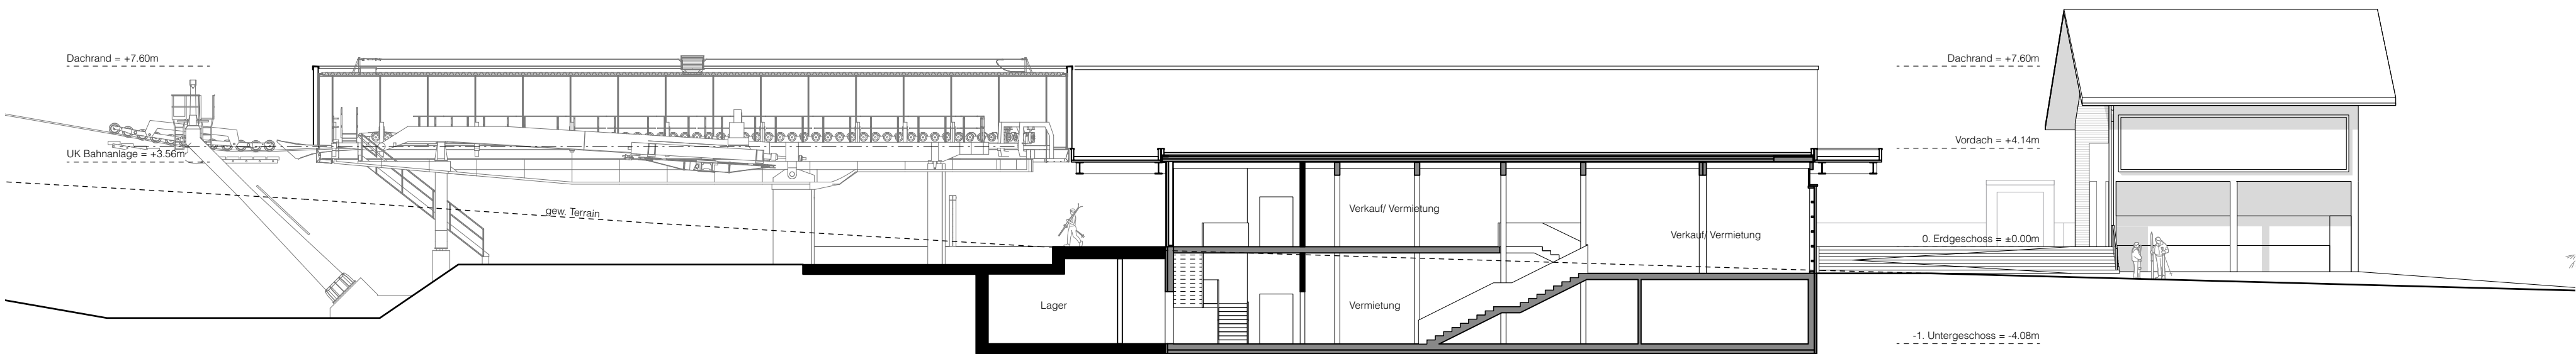 Dachrand = +7.60m
Dachrand = +7.60m
UK Bahnanlage = +3.56m
Vordach = +4.14m
gew. Terrain
Verkauf/ Vermietung
Verkauf/ Vermietung
0. Erdgeschoss = ±0.00m
Lager
Vermietung
-1. Untergeschoss = -4.08m